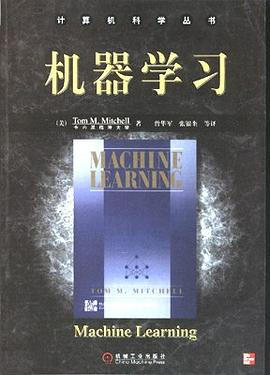 计算机科学丛书
机器学习
(美) Tom M. Mitchell 著 曾华军 张银奎 等译
卡内基梅隆大学
MACHINE
LEARNING
TOM M. MITCHELL
Machine Learning
机械工业出版社
China Machine Press